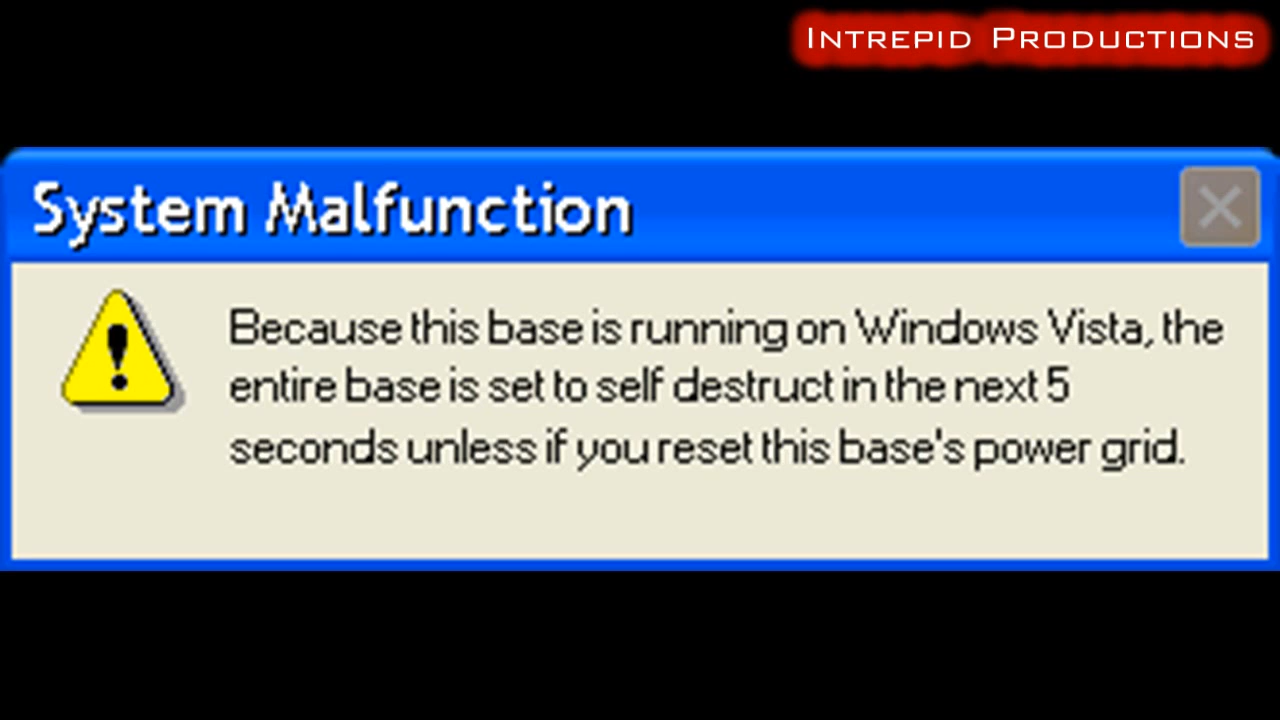 INTREPID PRODUCTIONS
System Malfunction
Because this base is running on Windows Vista, the
entire base is set to self destruct in the next 5
seconds unless if you reset this base's power grid.